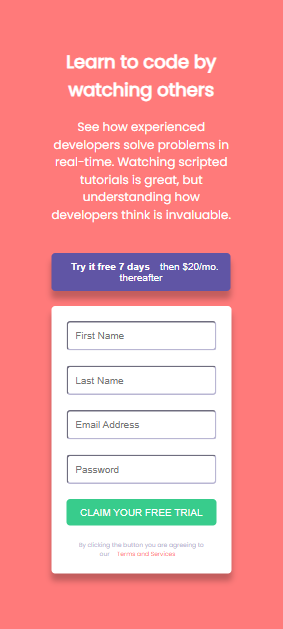 Learn to code by
watching others
See how experienced
developers solve problems in
real-time. Watching scripted
tutorials is great, but
understanding how
developers think is invaluable.
Try it free 7 days then $20/mo.
thereafter
First Name
Last Name
Email Address
Password
CLAIM YOUR FREE TRIAL
By clicking the button you are agreeing to
our Terms and Services